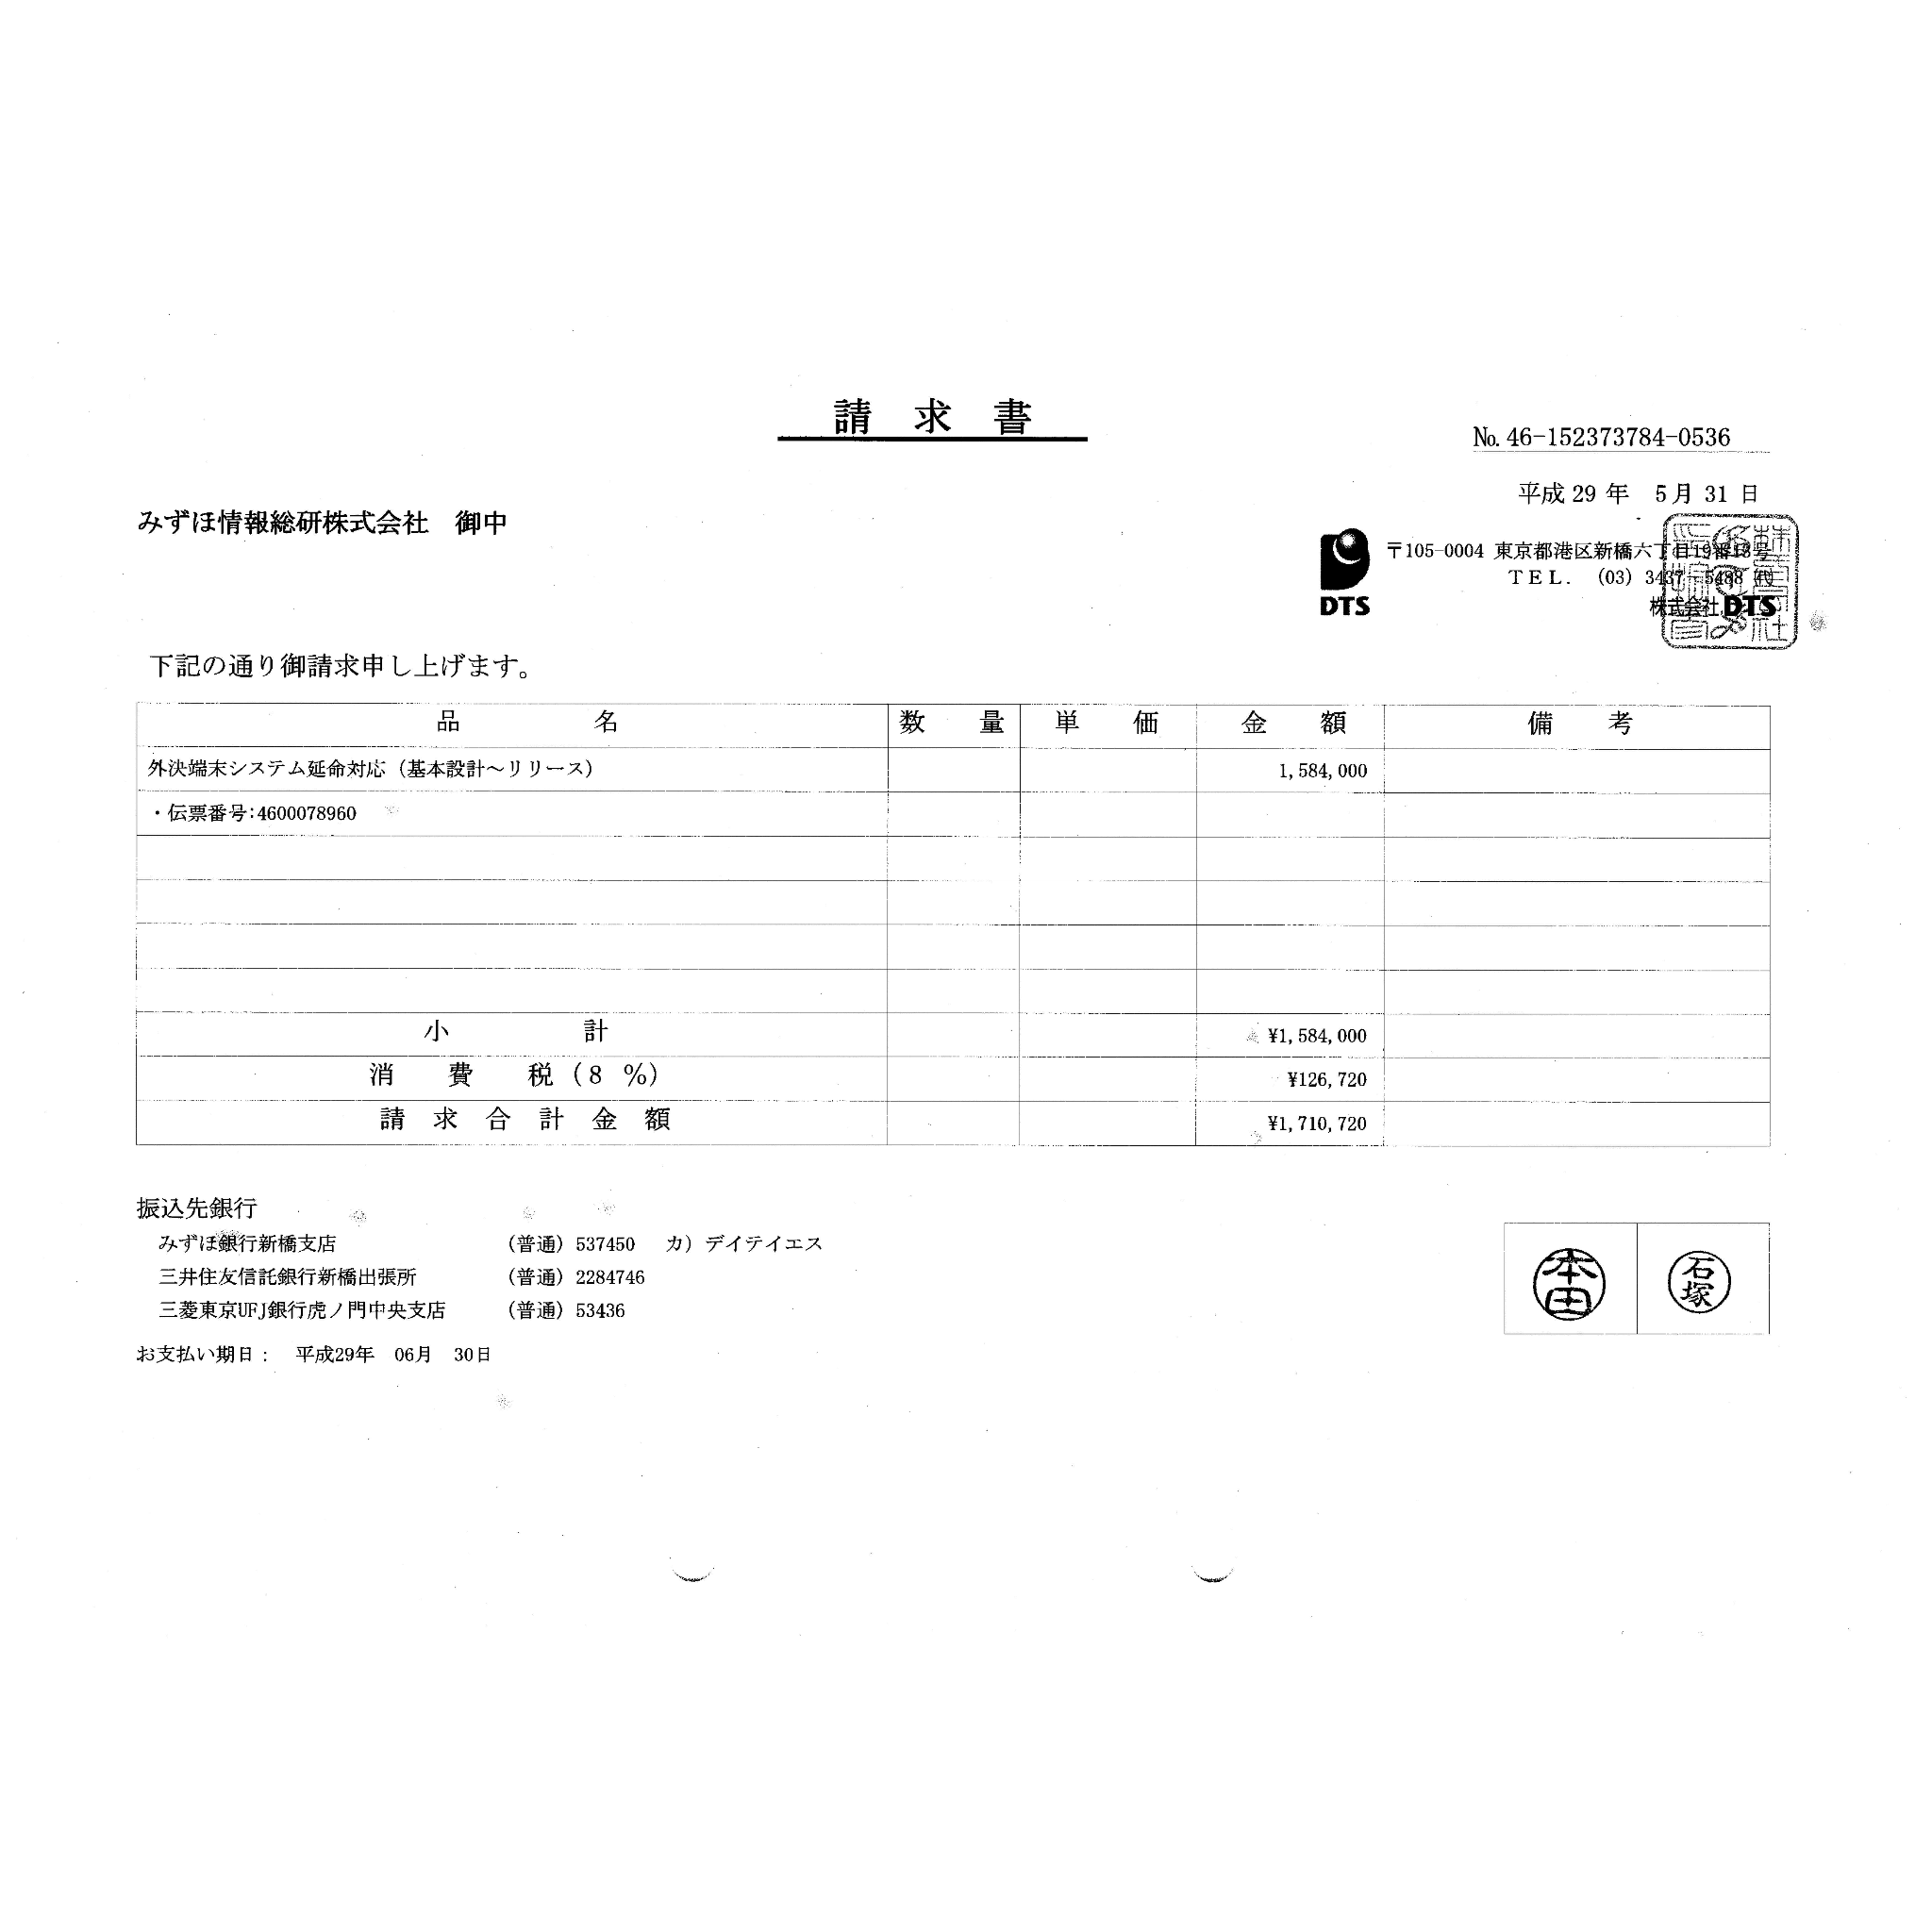 請求書
No. 46-152373784-0536
平成 29 年 5 月 31 日
みずほ情報総研株式会社 御中
〒105-0004 東京都港区新橋六丁目19番13号
TEL. (03) 3437-5488 代
株式会社 DTS
DTS
下記の通り御請求申し上げます。
品名 数量 単価 金額 備考
外決端末システム延命対応（基本設計～リリース） 1,584,000
・伝票番号:4600078960
小計 ¥1,584,000
消費税（8 %） ¥126,720
請求合計金額 ¥1,710,720
振込先銀行
みずほ銀行新橋支店 （普通）537450 カ）デイテイエス
三井住友信託銀行新橋出張所 （普通）2284746
三菱東京UFJ銀行虎ノ門中央支店 （普通）53436
お支払い期日： 平成29年 06月 30日
本田
石塚